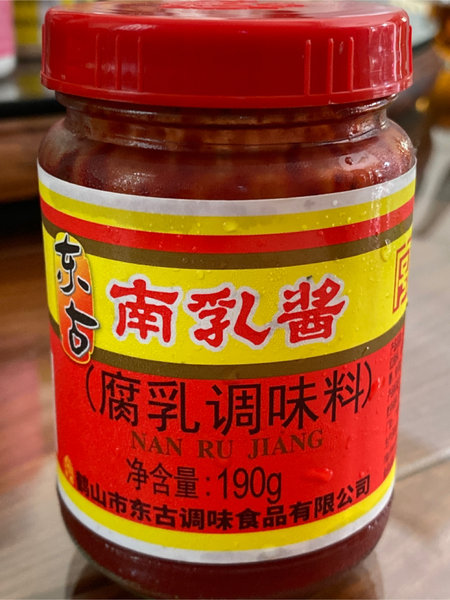 东古
南乳酱
(腐乳调味料)
NAN RU JIANG
净含量:190g
鹤山市东古调味食品有限公司